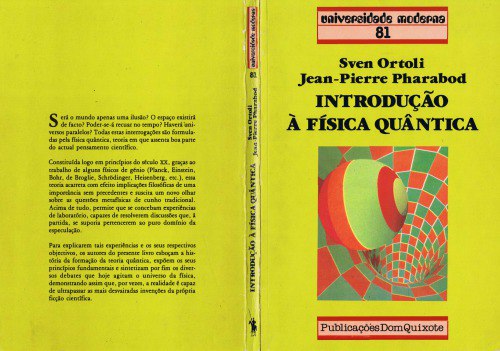 Será o mundo apenas uma ilusão? O espaço existirá
de facto? Poder-se-á recuar no tempo? Haverá uni-
versos paralelos? Todas estas interrogações são formula-
das pela física quântica, teoria em que assenta boa parte
do actual pensamento científico.
Constituída logo em princípios do século XX, graças ao
trabalho de alguns físicos de génio (Planck, Einstein,
Bohr, de Broglie, Schrödinger, Heisenberg, etc.), essa
teoria acarreta com efeito implicações filosóficas de uma
importância sem precedentes e suscita um novo olhar
sobre as questões metafísicas de cunho tradicional.
Acima de tudo, permite que se concebam experiências
de laboratório, capazes de resolverem discussões que, à
partida, se suporia pertencerem ao puro domínio da
especulação.
Para explicarem tais experiências e os seus respectivos
objectivos, os autores do presente livro esboçam a his-
tória da formação da teoria quântica, expõem os seus
princípios fundamentais e sintetizam por fim os diver-
sos debates que hoje agitam o universo da física,
demonstrando assim que, por vezes, a realidade é capaz
de ultrapassar as mais desvairadas invenções da própria
ficção científica.
universidade moderna
81
Sven Ortoli
Jean-Pierre Pharabod
INTRODUÇÃO À FÍSICA QUÂNTICA
universidade moderna
81
Sven Ortoli
Jean-Pierre Pharabod
INTRODUÇÃO
À FÍSICA QUÂNTICA
PublicaçõesDomQuixote